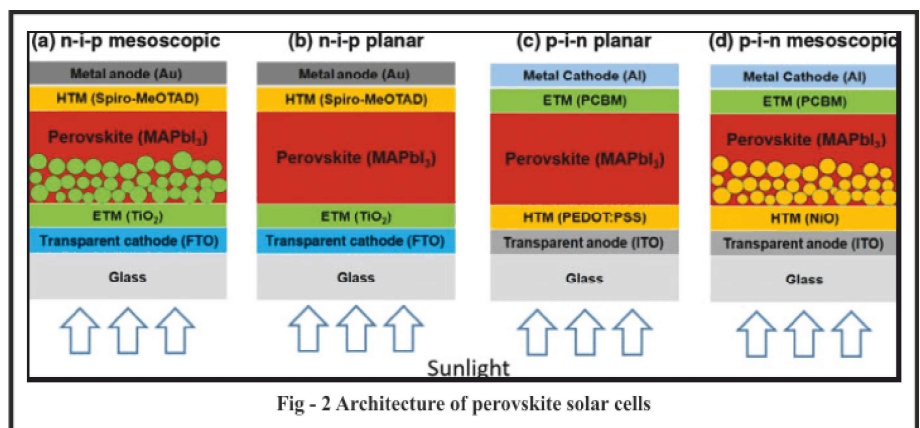 (a) n-i-p mesoscopic
Metal anode (Au)
HTM (Spiro-MeOTAD)
Perovskite (MAPbI₃)
ETM (TiO₂)
Transparent cathode (FTO)
Glass
(b) n-i-p planar
Metal anode (Au)
HTM (Spiro-MeOTAD)
Perovskite (MAPbI₃)
ETM (TiO₂)
Transparent cathode (FTO)
Glass
(c) p-i-n planar
Metal Cathode (Al)
ETM (PCBM)
Perovskite (MAPbI₃)
HTM (PEDOT:PSS)
Transparent anode (ITO)
Glass
(d) p-i-n mesoscopic
Metal Cathode (Al)
ETM (PCBM)
Perovskite (MAPbI₃)
HTM (NiO)
Transparent anode (ITO)
Glass
Sunlight
Fig - 2 Architecture of perovskite solar cells